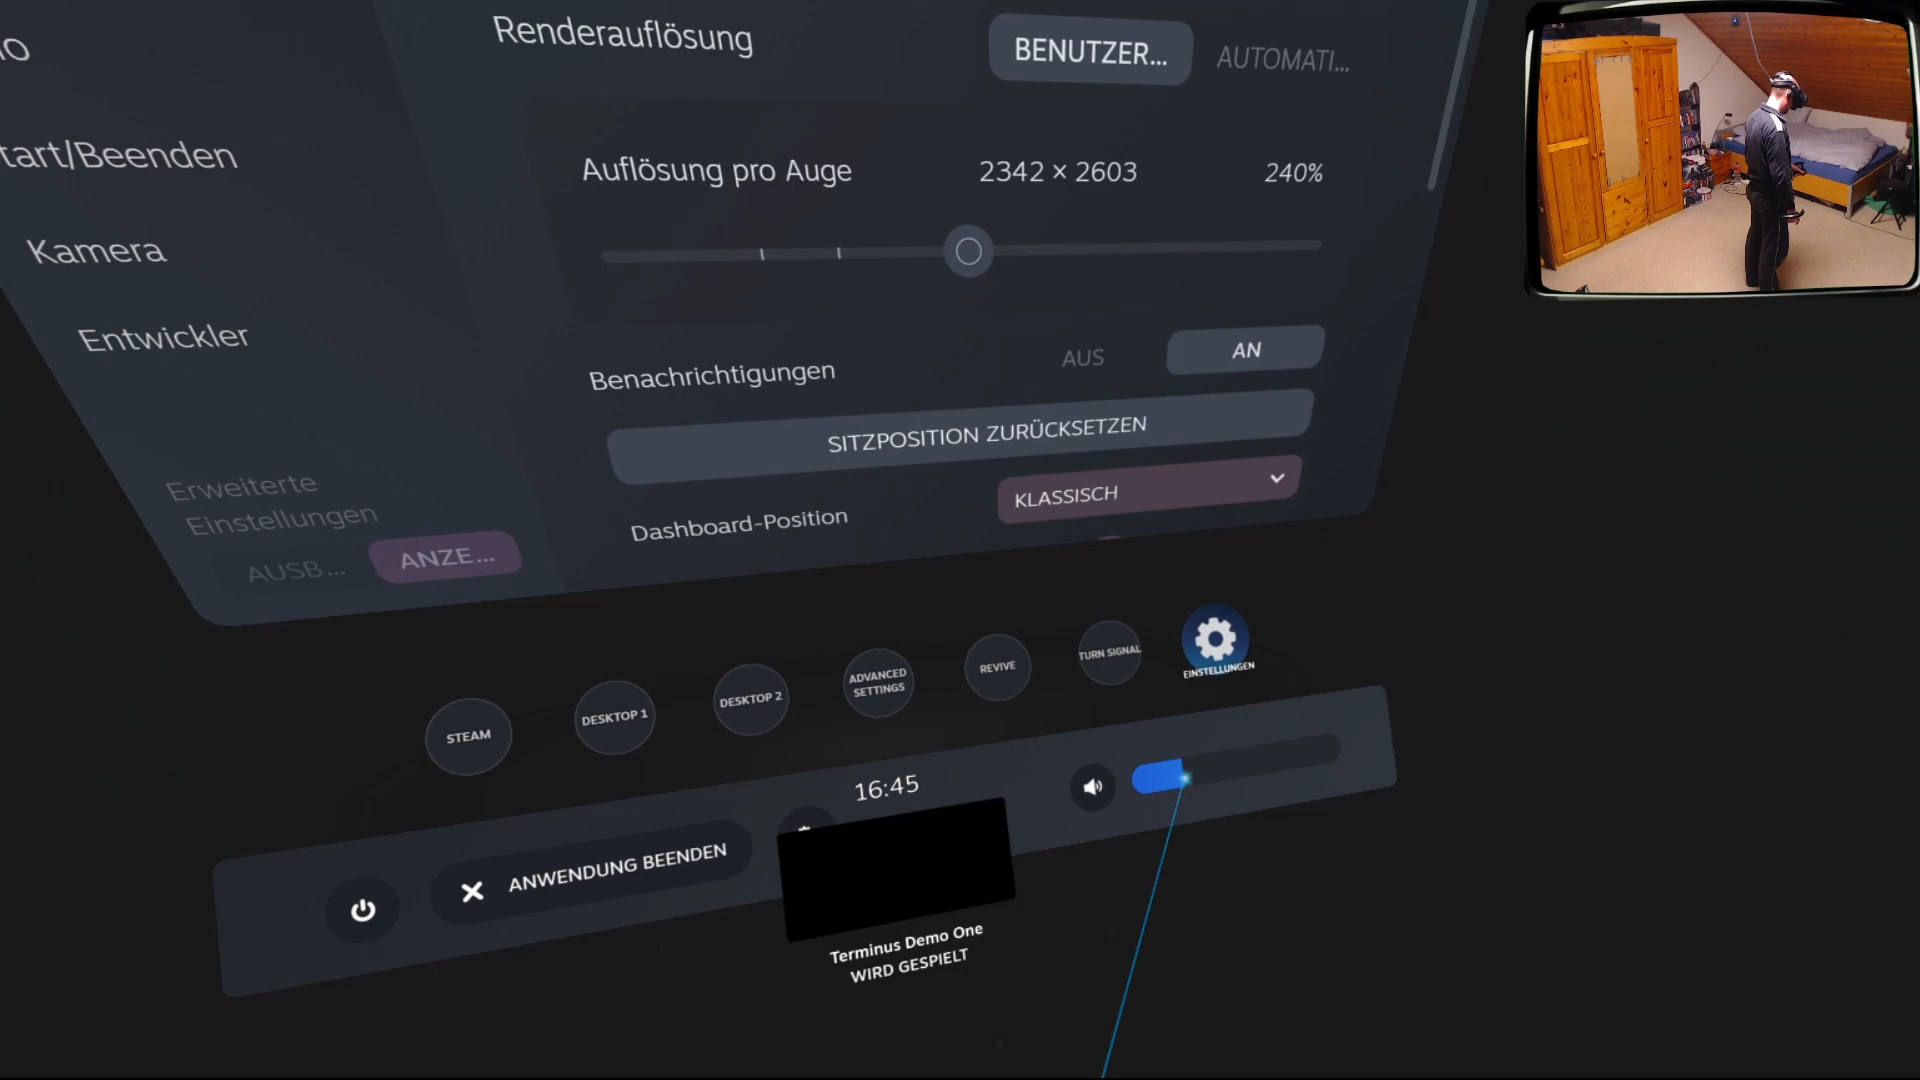 Renderauflösung
BENUTZER...
AUTOMATI...
Auflösung pro Auge
2342 × 2603
240%
Kamera
Entwickler
Benachrichtigungen
AUS
AN
SITZPOSITION ZURÜCKSETZEN
Dashboard-Position
KLASSISCH
Erweiterte
Einstellungen
AUSB...
ANZE...
STEAM
DESKTOP 1
DESKTOP 2
ADVANCED
SETTINGS
REVIVE
TURN SIGNAL
EINSTELLUNGEN
16:45
ANWENDUNG BEENDEN
Terminus Demo One
WIRD GESPIELT